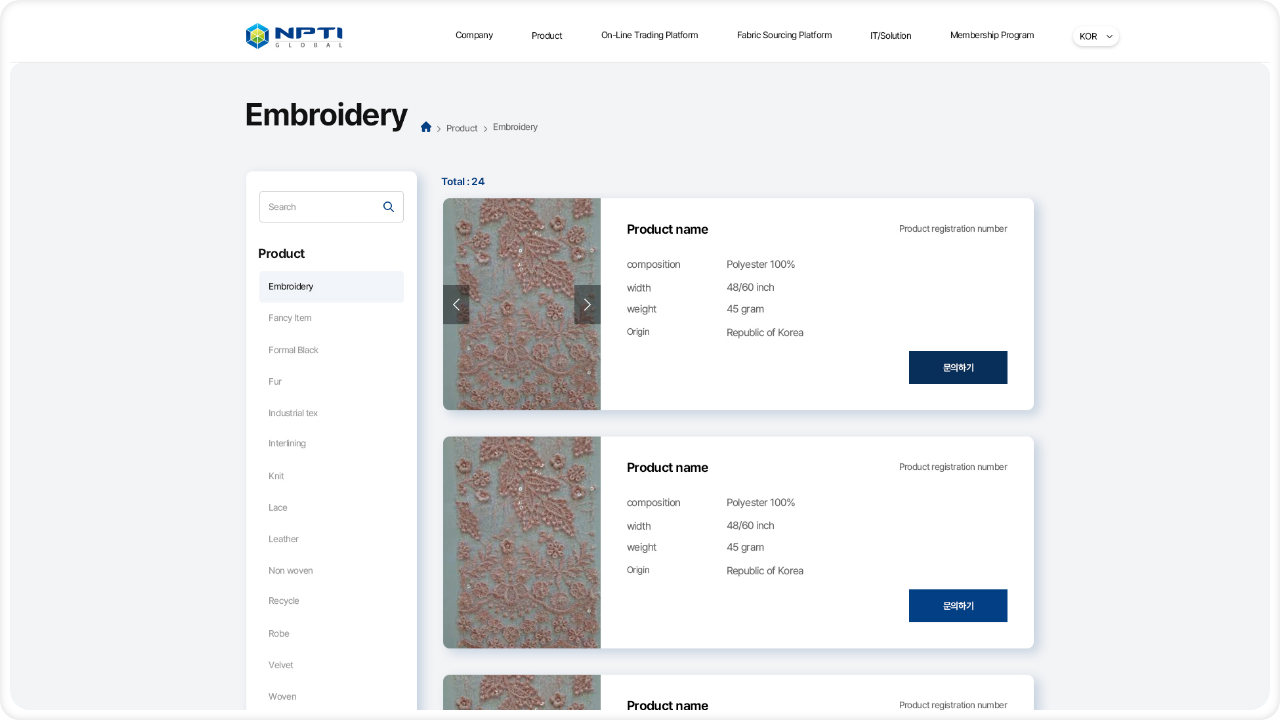 NPTI
GLOBAL
Company
Product
On-Line Trading Platform
Fabric Sourcing Platform
IT/Solution
Membership Program
KOR
Embroidery
Product
Embroidery
Search
Product
Embroidery
Fancy Item
Formal Black
Fur
Industrial tex
Interlining
Knit
Lace
Leather
Non woven
Recycle
Robe
Velvet
Woven
Total : 24
Product name
Product registration number
composition Polyester 100%
width 48/60 inch
weight 45 gram
Origin Republic of Korea
문의하기
Product name
Product registration number
composition Polyester 100%
width 48/60 inch
weight 45 gram
Origin Republic of Korea
문의하기
Product name
Product registration number